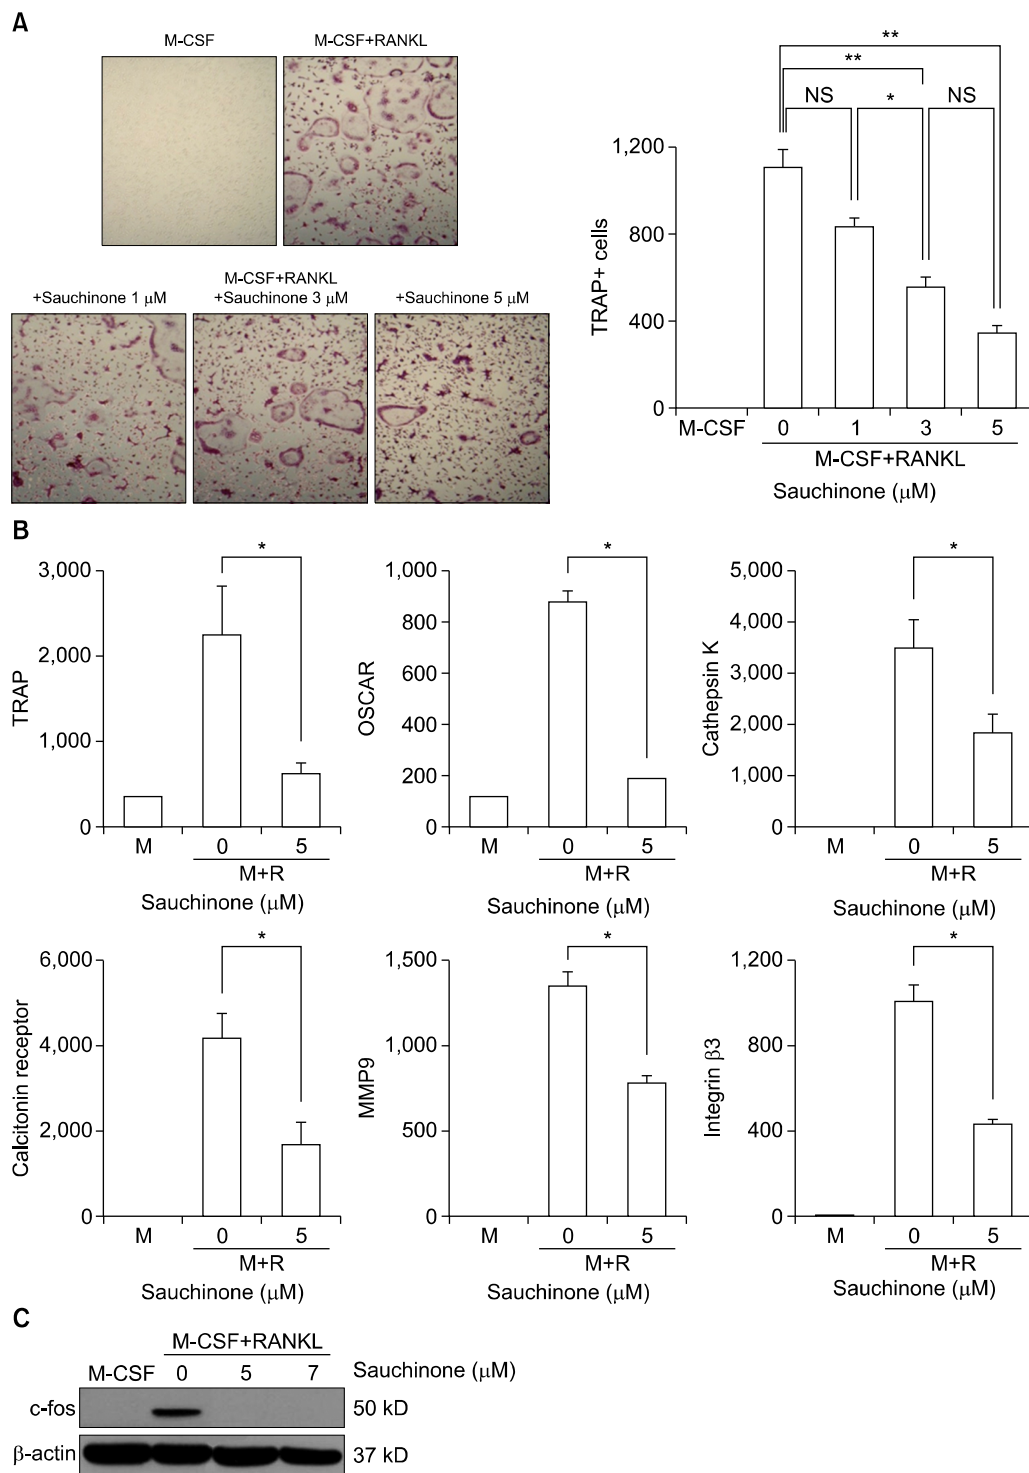 A
M-CSF
M-CSF+RANKL
M-CSF+RANKL
+Sauchinone 1 μM
+Sauchinone 3 μM
+Sauchinone 5 μM
**
**
NS
*
NS
1,200
800
400
0
TRAP+ cells
M-CSF
0
1
3
5
M-CSF+RANKL
Sauchinone (μM)
B
*
3,000
2,000
1,000
0
TRAP
M
0
5
M+R
Sauchinone (μM)
*
1,000
800
600
400
200
0
OSCAR
M
0
5
M+R
Sauchinone (μM)
*
5,000
4,000
3,000
2,000
1,000
0
Cathepsin K
M
0
5
M+R
Sauchinone (μM)
*
6,000
4,000
2,000
0
Calcitonin receptor
M
0
5
M+R
Sauchinone (μM)
*
1,500
1,000
500
0
MMP9
M
0
5
M+R
Sauchinone (μM)
*
1,200
800
400
0
Integrin β3
M
0
5
M+R
Sauchinone (μM)
C
M-CSF+RANKL
M-CSF 0 5 7 Sauchinone (μM)
c-fos 50 kD
β-actin 37 kD